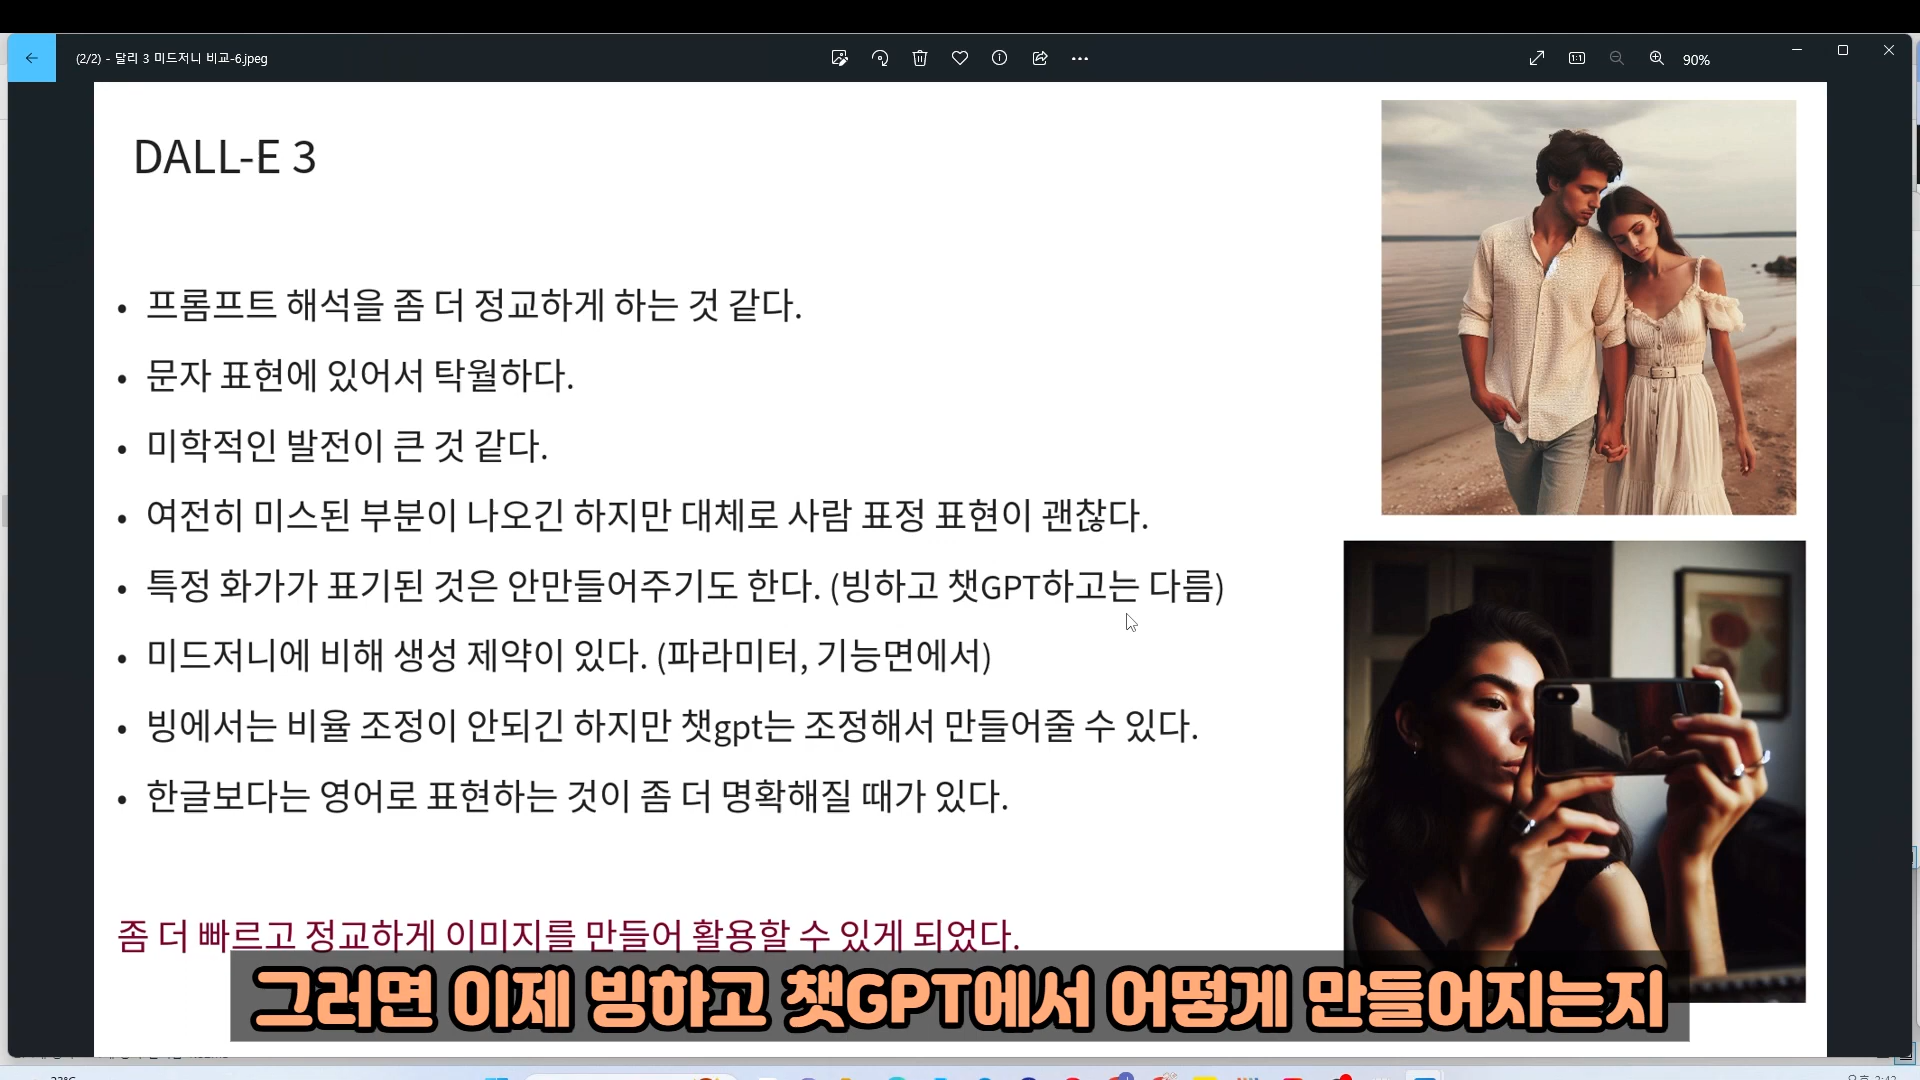 (2/2) - 달리 3 미드저니 비교-6.jpeg
1:1
90%
DALL-E 3
• 프롬프트 해석을 좀 더 정교하게 하는 것 같다.
• 문자 표현에 있어서 탁월하다.
• 미학적인 발전이 큰 것 같다.
• 여전히 미스된 부분이 나오긴 하지만 대체로 사람 표정 표현이 괜찮다.
• 특정 화가가 표기된 것은 안만들어주기도 한다. (빙하고 챗GPT하고는 다름)
• 미드저니에 비해 생성 제약이 있다. (파라미터, 기능면에서)
• 빙에서는 비율 조정이 안되긴 하지만 챗gpt는 조정해서 만들어줄 수 있다.
• 한글보다는 영어로 표현하는 것이 좀 더 명확해질 때가 있다.
좀 더 빠르고 정교하게 이미지를 만들어 활용할 수 있게 되었다.
그러면 이제 빙하고 챗GPT에서 어떻게 만들어지는지